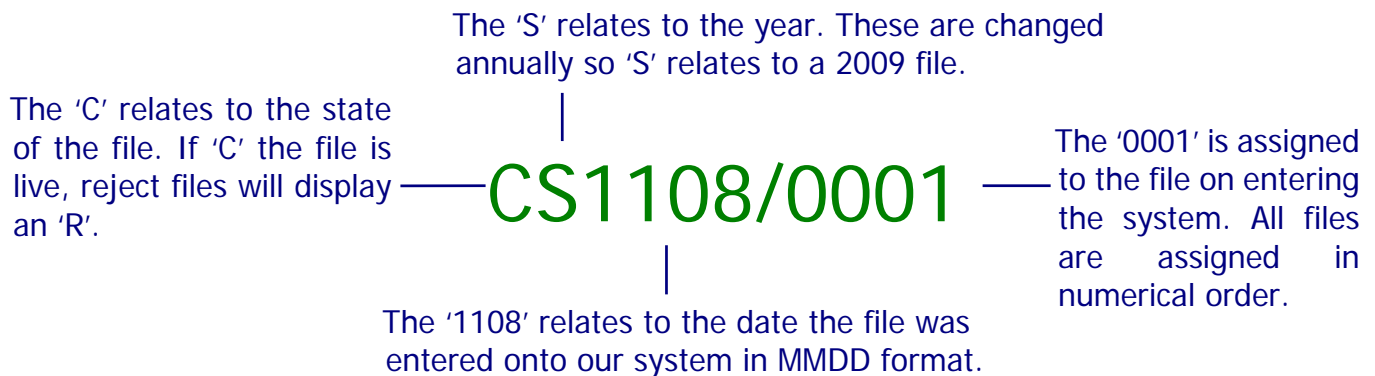 The ‘S’ relates to the year. These are changed
annually so ‘S’ relates to a 2009 file.
The ‘C’ relates to the state
of the file. If ‘C’ the file is
live, reject files will display
an ‘R’.
CS1108/0001
The ‘0001’ is assigned
to the file on entering
the system. All files
are assigned in
numerical order.
The ‘1108’ relates to the date the file was
entered onto our system in MMDD format.